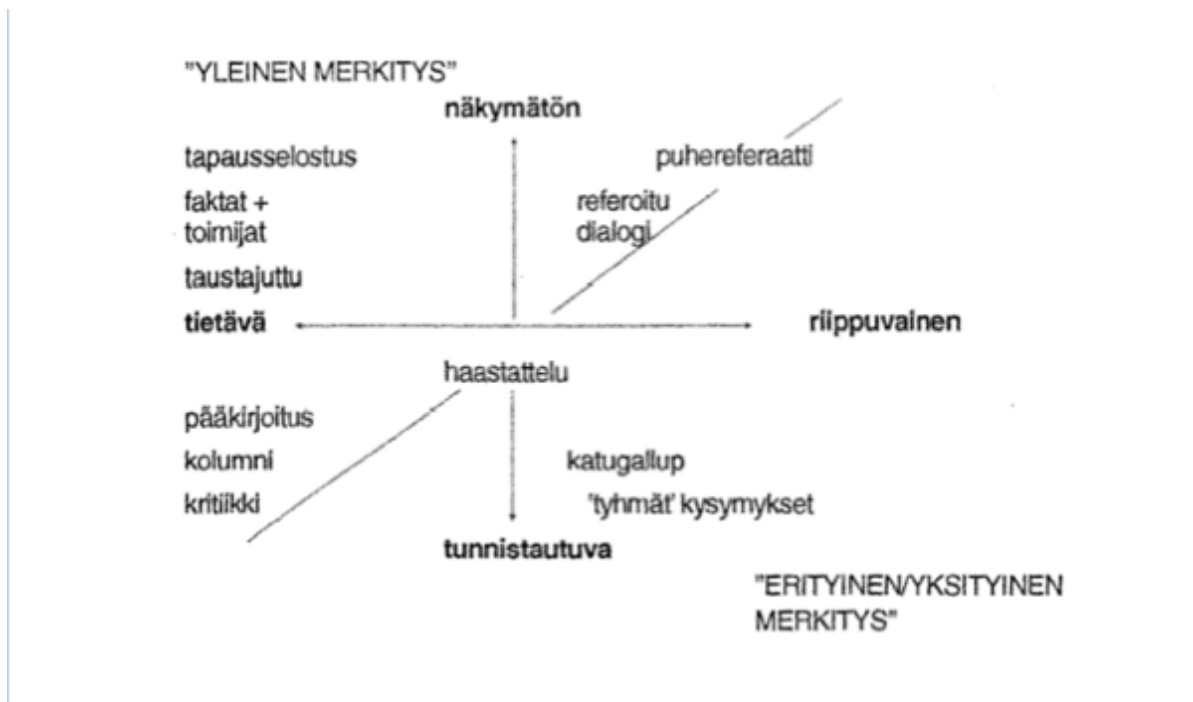 "YLEINEN MERKITYS"
näkymätön
tapausselostus
puhereferaatti
faktat +
referoitu
toimijat
dialogi
taustajuttu
tietävä
riippuvainen
haastattelu
pääkirjoitus
kolumni
katugallup
kritiikki
'tyhmät' kysymykset
tunnistautuva
"ERITYINEN/YKSITYINEN
MERKITYS"